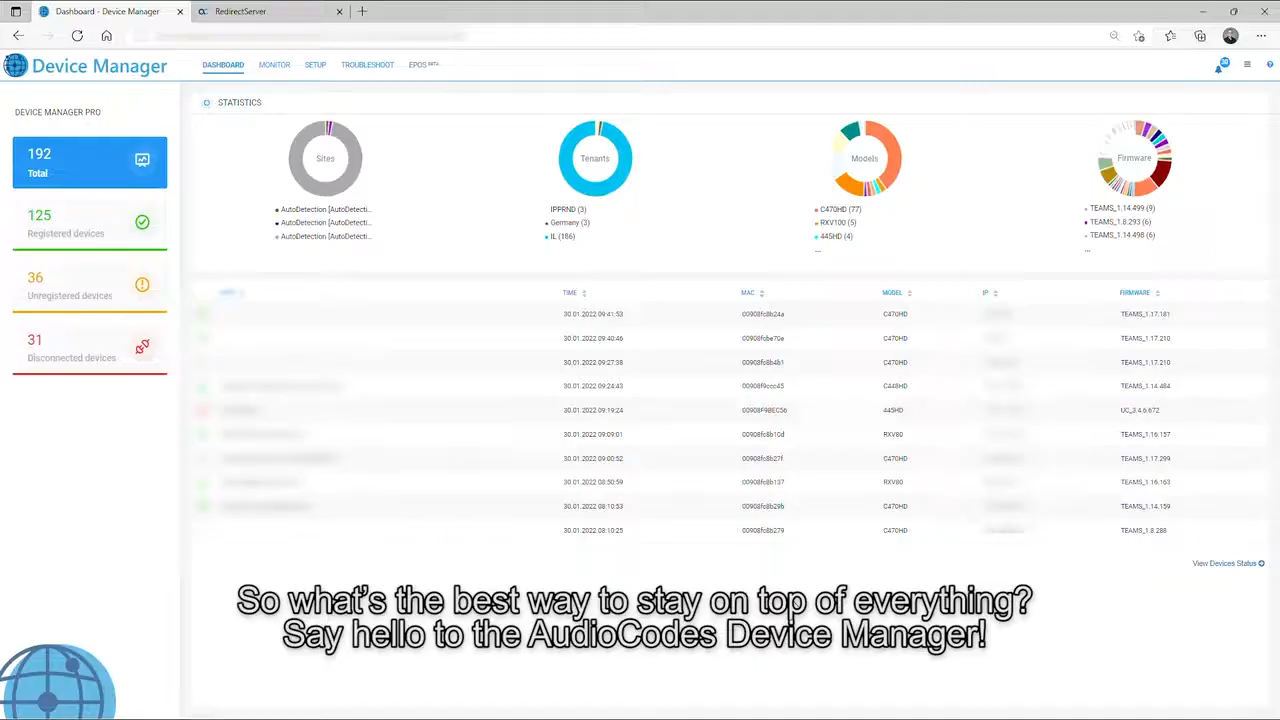 Dashboard - Device Manager
RedirectServer
Device Manager
DASHBOARD MONITOR SETUP TROUBLESHOOT EPOS BETA
DEVICE MANAGER PRO
192
Total
125
Registered devices
36
Unregistered devices
31
Disconnected devices
STATISTICS
Sites
AutoDetection [AutoDetecti...
AutoDetection [AutoDetecti...
AutoDetection [AutoDetecti...
Tenants
IPPRND (3)
Germany (3)
IL (186)
Models
C470HD (77)
RXV100 (5)
445HD (4)
...
Firmware
TEAMS_1.14.499 (9)
TEAMS_1.8.293 (6)
TEAMS_1.14.498 (6)
...
TIME MAC MODEL IP FIRMWARE
30.01.2022 09:41:53 00908fc8b24a C470HD TEAMS_1.17.181
30.01.2022 09:40:46 00908fcbe70e C470HD TEAMS_1.17.210
30.01.2022 09:27:38 00908fc8b4b1 C470HD TEAMS_1.17.210
30.01.2022 09:24:43 00908f9ccc45 C448HD TEAMS_1.14.484
30.01.2022 09:19:24 00908F9BEC56 445HD UC_3.4.6.672
30.01.2022 09:09:01 00908fc8b10d RXV80 TEAMS_1.16.157
30.01.2022 09:00:52 00908fc8b27f C470HD TEAMS_1.17.299
30.01.2022 08:50:59 00908fc8b137 RXV80 TEAMS_1.16.163
30.01.2022 08:10:53 00908fc8b29b C470HD TEAMS_1.14.159
30.01.2022 08:10:25 00908fc8b279 C470HD TEAMS_1.8.288
View Devices Status
So what's the best way to stay on top of everything?
Say hello to the AudioCodes Device Manager!